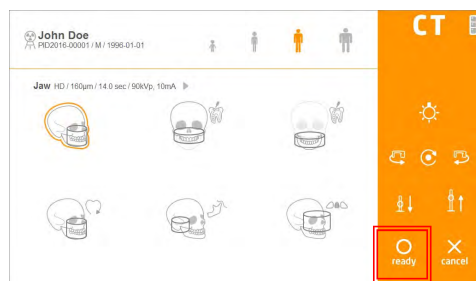 John Doe
PID2016-00001 / M / 1996-01-01
CT
Jaw HD / 160µm / 14.0 sec / 90kVp, 10mA
ready
cancel